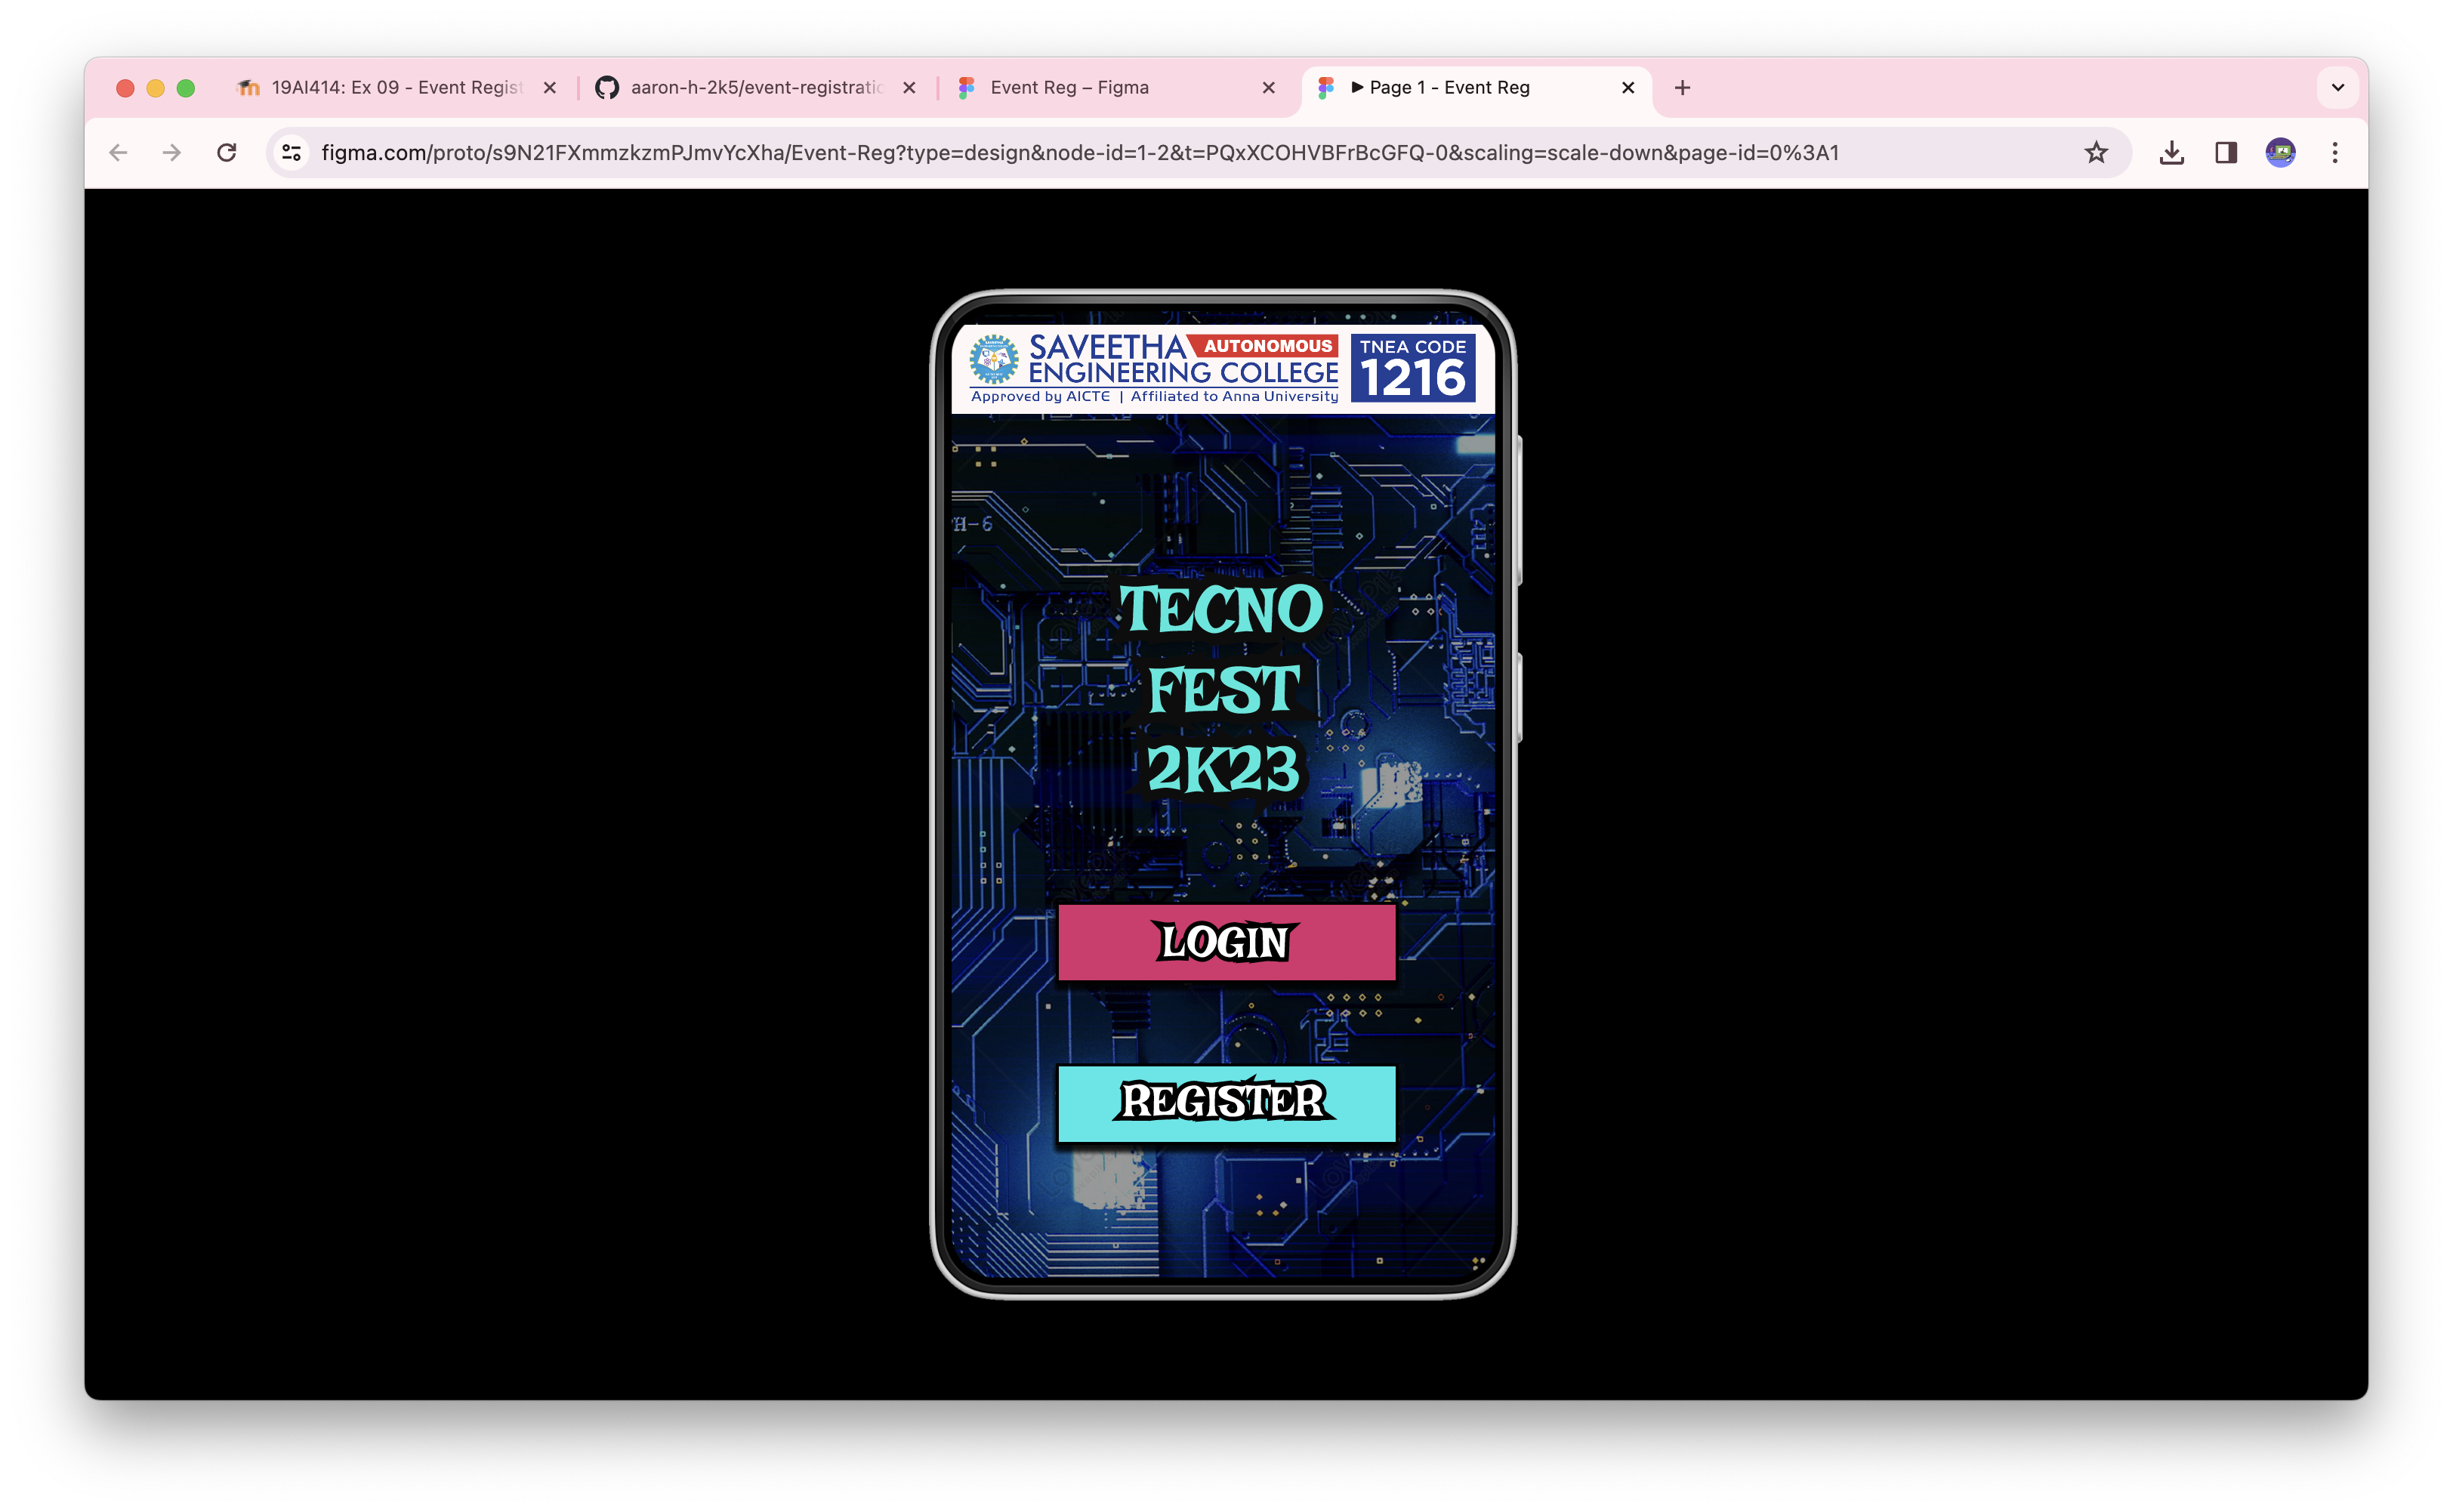 19AI414: Ex 09 - Event Regist
aaron-h-2k5/event-registratio
Event Reg – Figma
Page 1 - Event Reg
figma.com/proto/s9N21FXmmzkzmPJmvYcXha/Event-Reg?type=design&node-id=1-2&t=PQxXCOHVBFrBcGFQ-0&scaling=scale-down&page-id=0%3A1
SAVEETHA AUTONOMOUS
ENGINEERING COLLEGE
Approved by AICTE | Affiliated to Anna University
TNEA CODE
1216
H-6
TECNO
FEST
2K23
LOGIN
REGISTER